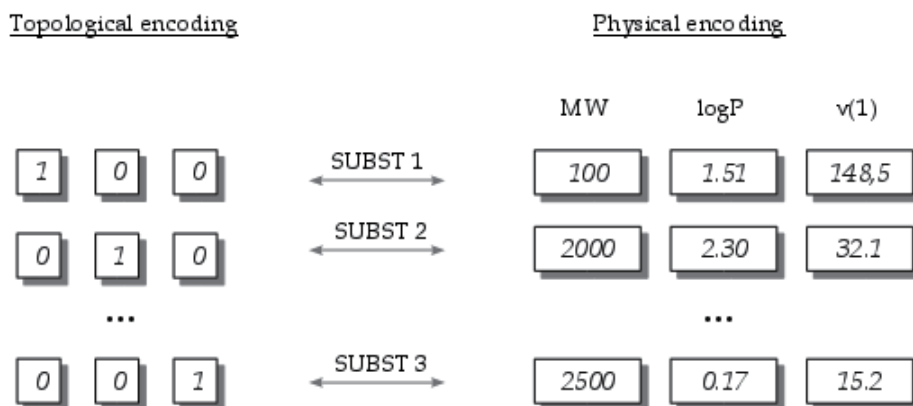 Topological encoding Physical encoding
MW logP v(1)
1 0 0 SUBST 1 100 1.51 148,5
0 1 0 SUBST 2 2000 2.30 32.1
... ...
0 0 1 SUBST 3 2500 0.17 15.2